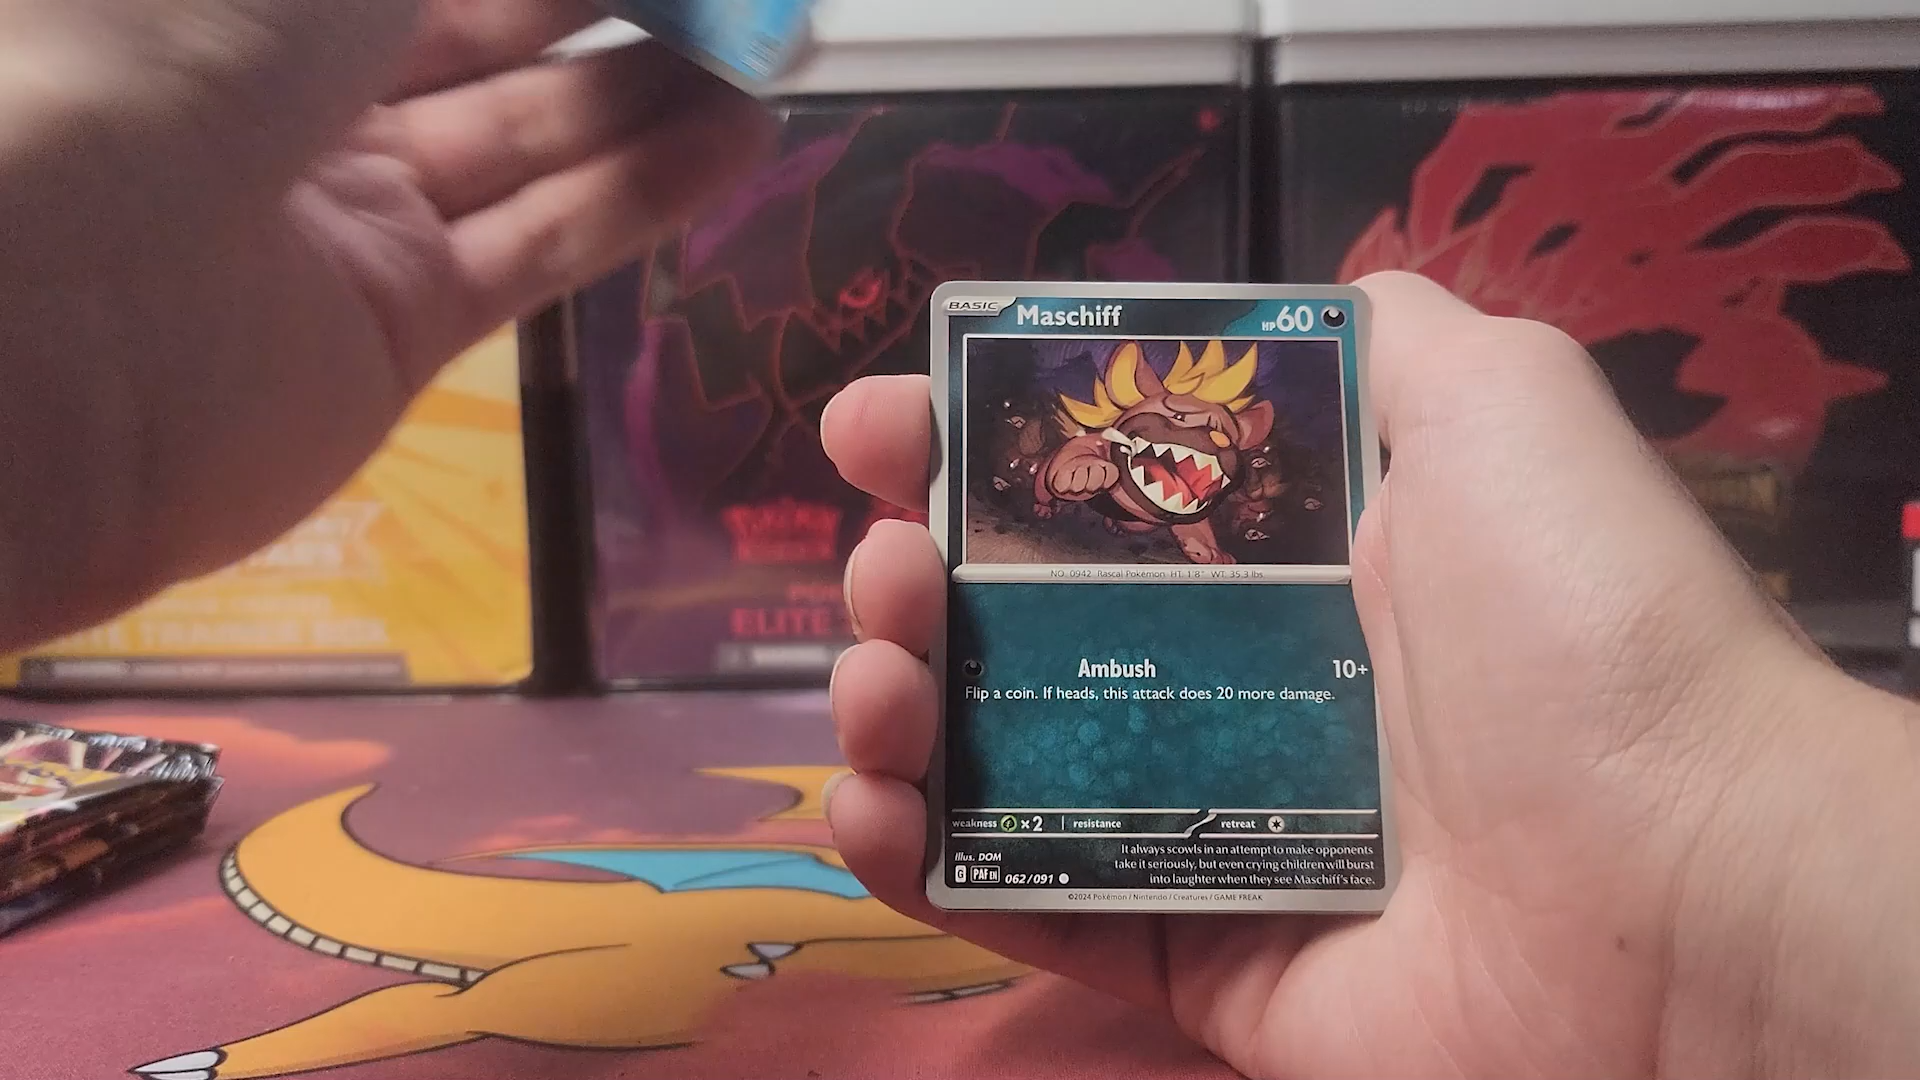 BASIC Maschiff HP 60
NO. 0942 Rascal Pokémon HT: 1'8" WT: 35.3 lbs.
Ambush 10+
Flip a coin. If heads, this attack does 20 more damage.
weakness ×2 resistance retreat
Illus. DOM
It always scowls in an attempt to make opponents
take it seriously, but even crying children will burst
into laughter when they see Maschiff's face.
G PAF EN 062/091
©2024 Pokémon / Nintendo / Creatures / GAME FREAK
ELITE
TRAINER BOX